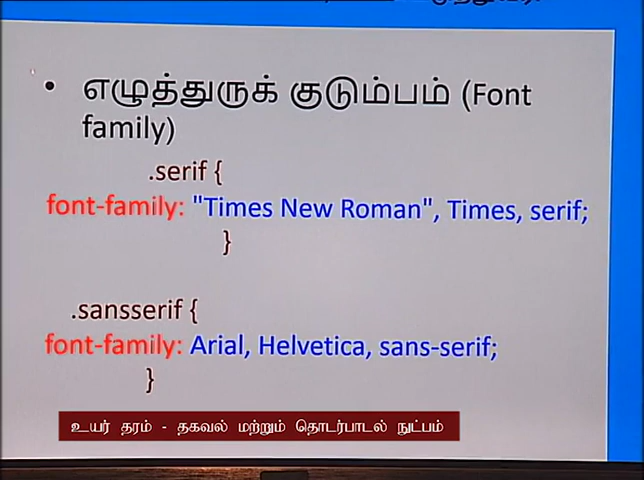 • எழுத்துருக் குடும்பம் (Font
family)
.serif {
font-family: "Times New Roman", Times, serif;
}
.sansserif {
font-family: Arial, Helvetica, sans-serif;
}
உயர் தரம் - தகவல் மற்றும் தொடர்பாடல் நுட்பம்